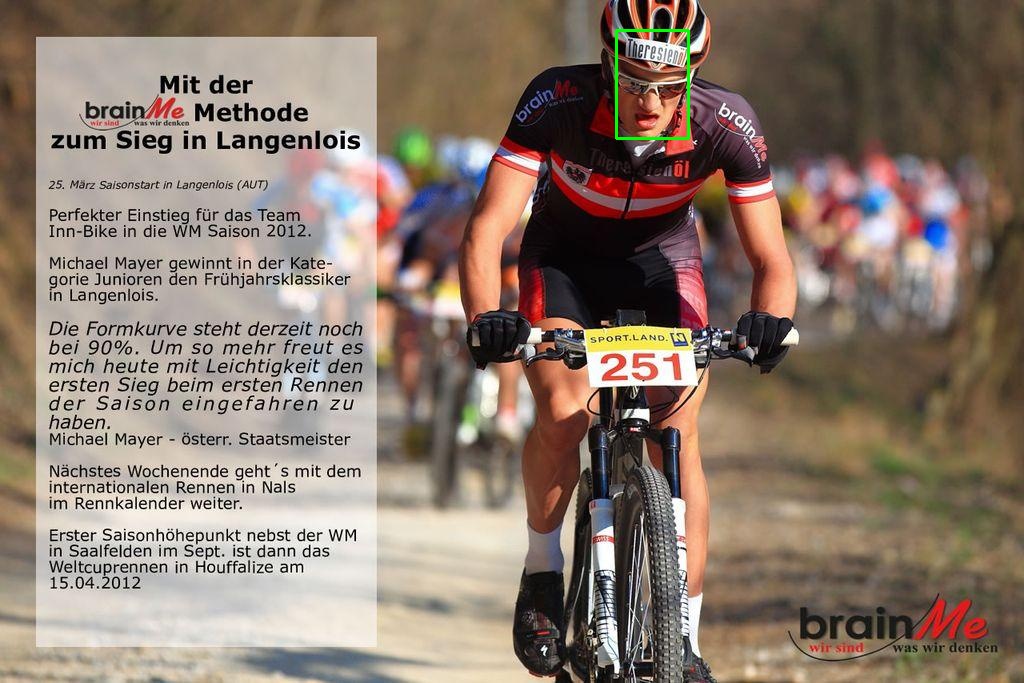 Mit der
brainMe Methode
wir sind was wir denken
zum Sieg in Langenlois
25. März Saisonstart in Langenlois (AUT)
Perfekter Einstieg für das Team
Inn-Bike in die WM Saison 2012.
Michael Mayer gewinnt in der Kate-
gorie Junioren den Frühjahrsklassiker
in Langenlois.
Die Formkurve steht derzeit noch
bei 90%. Um so mehr freut es
mich heute mit Leichtigkeit den
ersten Sieg beim ersten Rennen
der Saison eingefahren zu
haben.
Michael Mayer - österr. Staatsmeister
Nächstes Wochenende geht´s mit dem
internationalen Rennen in Nals
im Rennkalender weiter.
Erster Saisonhöhepunkt nebst der WM
in Saalfelden im Sept. ist dann das
Weltcuprennen in Houffalize am
15.04.2012
Theresienöl
brainMe
brainMe
Theresienöl
SPORT.LAND.N
251
brainMe
wir sind was wir denken